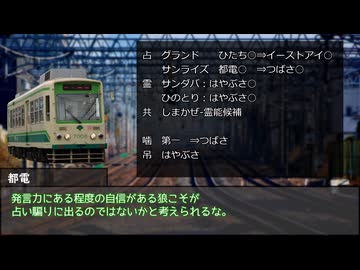 占 グランド ひたち○⇒イーストアイ○
サンライズ 都電○ ⇒つばさ○
霊 サンダバ：はやぶさ○
ひのとり：はやぶさ○
共 しまかぜ-霊能候補
噛 第一 ⇒つばさ
吊 はやぶさ
都電
発言力にある程度の自信がある狼こそが
占い騙りに出るのではないかと考えられるな。